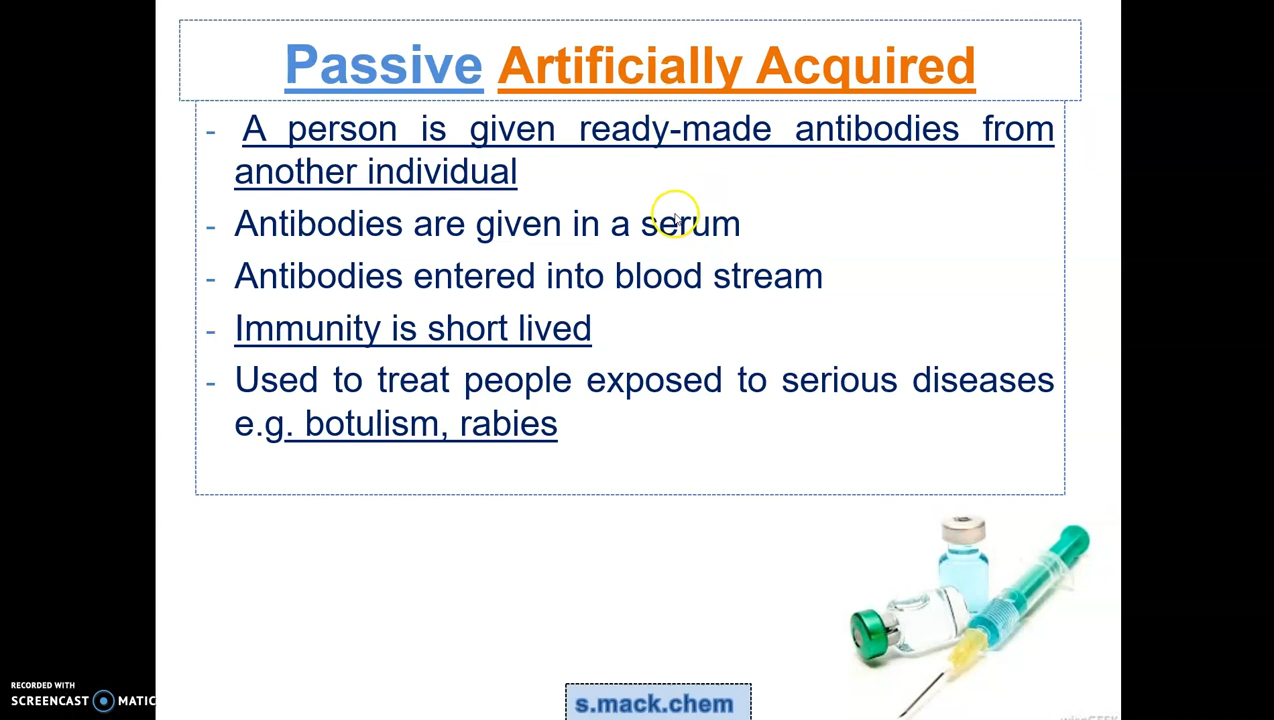 Passive Artificially Acquired
- A person is given ready-made antibodies from
another individual
- Antibodies are given in a serum
- Antibodies entered into blood stream
- Immunity is short lived
- Used to treat people exposed to serious diseases
e.g. botulism, rabies
RECORDED WITH
SCREENCAST MATIC
s.mack.chem